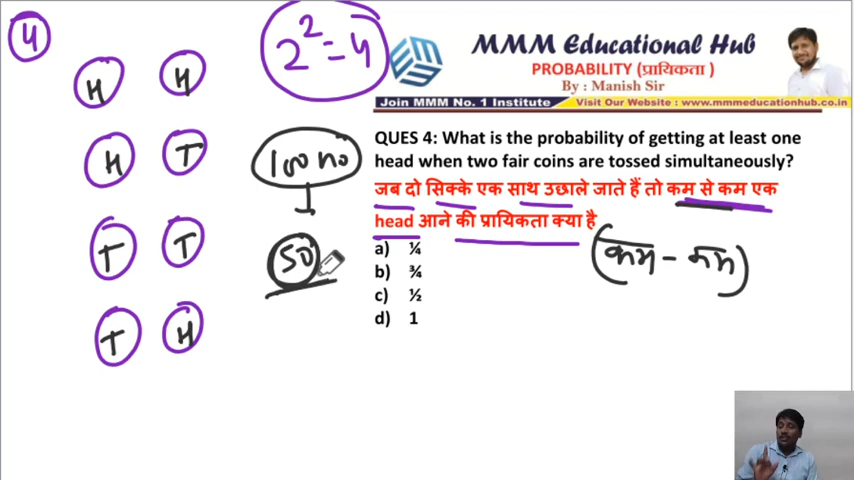 4
H H
H T
T T
T H
2²=4
100 no
50
MMM Educational Hub
PROBABILITY (प्रायिकता )
By : Manish Sir
Join MMM No. 1 Institute Visit Our Website : www.mmmeducationhub.co.in
QUES 4: What is the probability of getting at least one
head when two fair coins are tossed simultaneously?
जब दो सिक्के एक साथ उछाले जाते हैं तो कम से कम एक
head आने की प्रायिकता क्या है
(कम - कम)
a) ¼
b) ¾
c) ½
d) 1